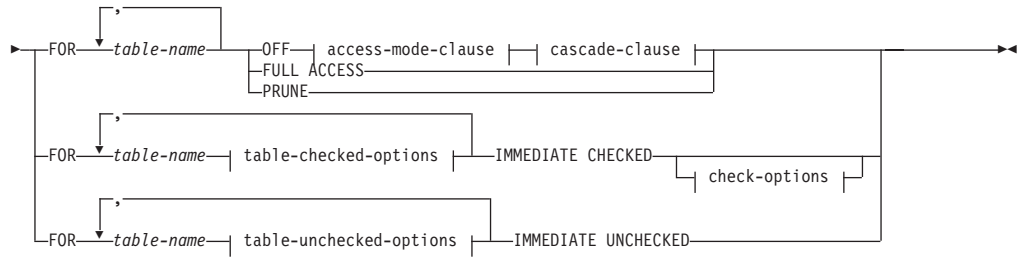 ,
FOR table-name OFF access-mode-clause cascade-clause
FULL ACCESS
PRUNE
,
FOR table-name table-checked-options IMMEDIATE CHECKED
check-options
,
FOR table-name table-unchecked-options IMMEDIATE UNCHECKED